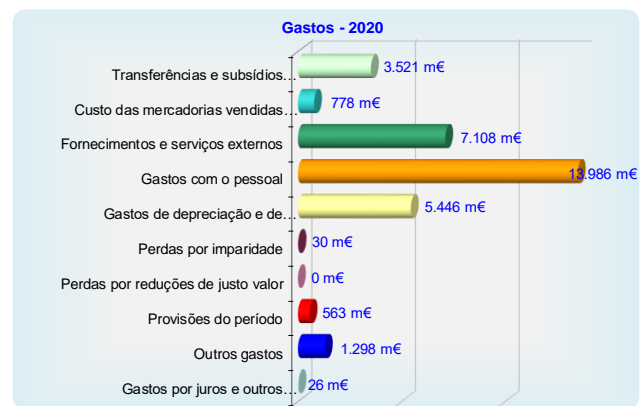 Gastos - 2020
Transferências e subsídios... 3.521 m€
Custo das mercadorias vendidas... 778 m€
Fornecimentos e serviços externos 7.108 m€
Gastos com o pessoal 13.986 m€
Gastos de depreciação e de... 5.446 m€
Perdas por imparidade 30 m€
Perdas por reduções de justo valor 0 m€
Provisões do período 563 m€
Outros gastos 1.298 m€
Gastos por juros e outros... 26 m€